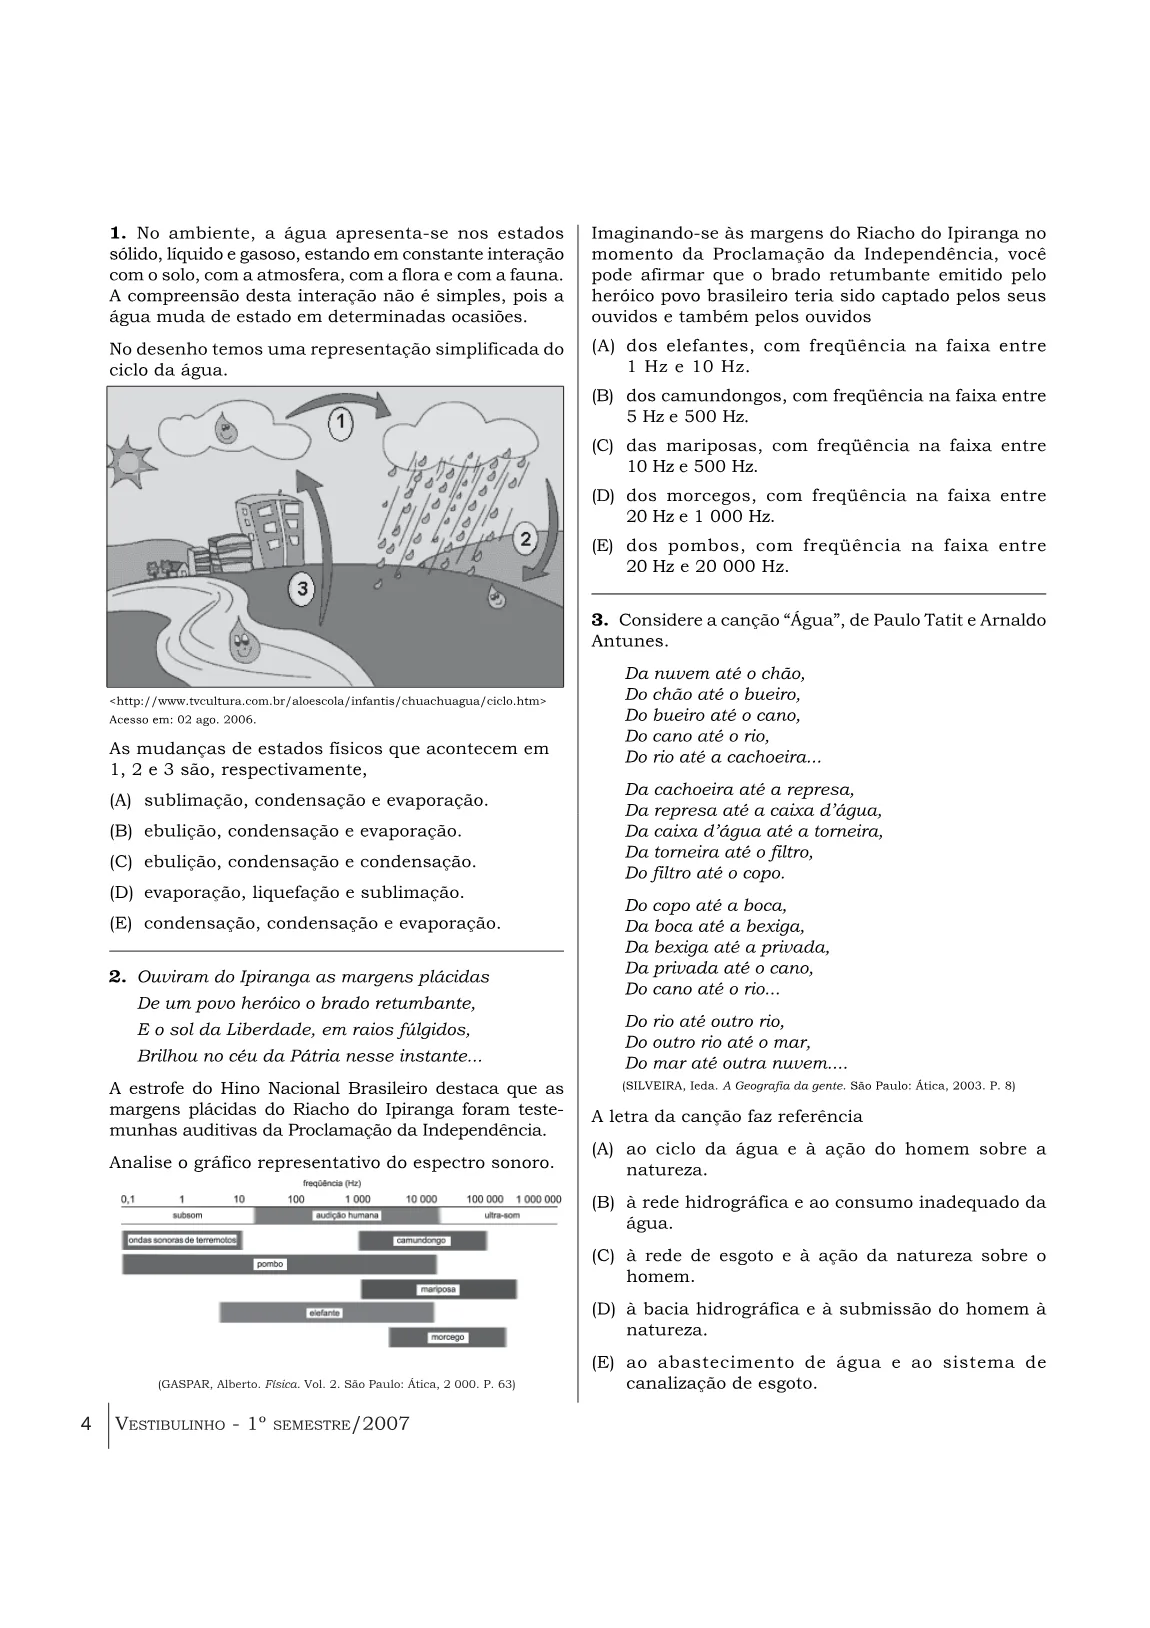 1. No ambiente, a água apresenta-se nos estados
sólido, líquido e gasoso, estando em constante interação
com o solo, com a atmosfera, com a flora e com a fauna.
A compreensão desta interação não é simples, pois a
água muda de estado em determinadas ocasiões.
No desenho temos uma representação simplificada do
ciclo da água.
1
2
3
<http://www.tvcultura.com.br/aloescola/infantis/chuachuagua/ciclo.htm>
Acesso em: 02 ago. 2006.
As mudanças de estados físicos que acontecem em
1, 2 e 3 são, respectivamente,
(A) sublimação, condensação e evaporação.
(B) ebulição, condensação e evaporação.
(C) ebulição, condensação e condensação.
(D) evaporação, liquefação e sublimação.
(E) condensação, condensação e evaporação.
2. Ouviram do Ipiranga as margens plácidas
De um povo heróico o brado retumbante,
E o sol da Liberdade, em raios fúlgidos,
Brilhou no céu da Pátria nesse instante...
A estrofe do Hino Nacional Brasileiro destaca que as
margens plácidas do Riacho do Ipiranga foram teste-
munhas auditivas da Proclamação da Independência.
Analise o gráfico representativo do espectro sonoro.
freqüência (Hz)
0,1 1 10 100 1 000 10 000 100 000 1 000 000
subsom audição humana ultra-som
ondas sonoras de terremotos camundongo
pombo
mariposa
elefante
morcego
(GASPAR, Alberto. Física. Vol. 2. São Paulo: Ática, 2 000. P. 63)
Imaginando-se às margens do Riacho do Ipiranga no
momento da Proclamação da Independência, você
pode afirmar que o brado retumbante emitido pelo
heróico povo brasileiro teria sido captado pelos seus
ouvidos e também pelos ouvidos
(A) dos elefantes, com freqüência na faixa entre
1 Hz e 10 Hz.
(B) dos camundongos, com freqüência na faixa entre
5 Hz e 500 Hz.
(C) das mariposas, com freqüência na faixa entre
10 Hz e 500 Hz.
(D) dos morcegos, com freqüência na faixa entre
20 Hz e 1 000 Hz.
(E) dos pombos, com freqüência na faixa entre
20 Hz e 20 000 Hz.
3. Considere a canção “Água”, de Paulo Tatit e Arnaldo
Antunes.
Da nuvem até o chão,
Do chão até o bueiro,
Do bueiro até o cano,
Do cano até o rio,
Do rio até a cachoeira...
Da cachoeira até a represa,
Da represa até a caixa d’água,
Da caixa d’água até a torneira,
Da torneira até o filtro,
Do filtro até o copo.
Do copo até a boca,
Da boca até a bexiga,
Da bexiga até a privada,
Da privada até o cano,
Do cano até o rio...
Do rio até outro rio,
Do outro rio até o mar,
Do mar até outra nuvem....
(SILVEIRA, Ieda. A Geografia da gente. São Paulo: Ática, 2003. P. 8)
A letra da canção faz referência
(A) ao ciclo da água e à ação do homem sobre a
natureza.
(B) à rede hidrográfica e ao consumo inadequado da
água.
(C) à rede de esgoto e à ação da natureza sobre o
homem.
(D) à bacia hidrográfica e à submissão do homem à
natureza.
(E) ao abastecimento de água e ao sistema de
canalização de esgoto.
4 VESTIBULINHO - 1º SEMESTRE/2007